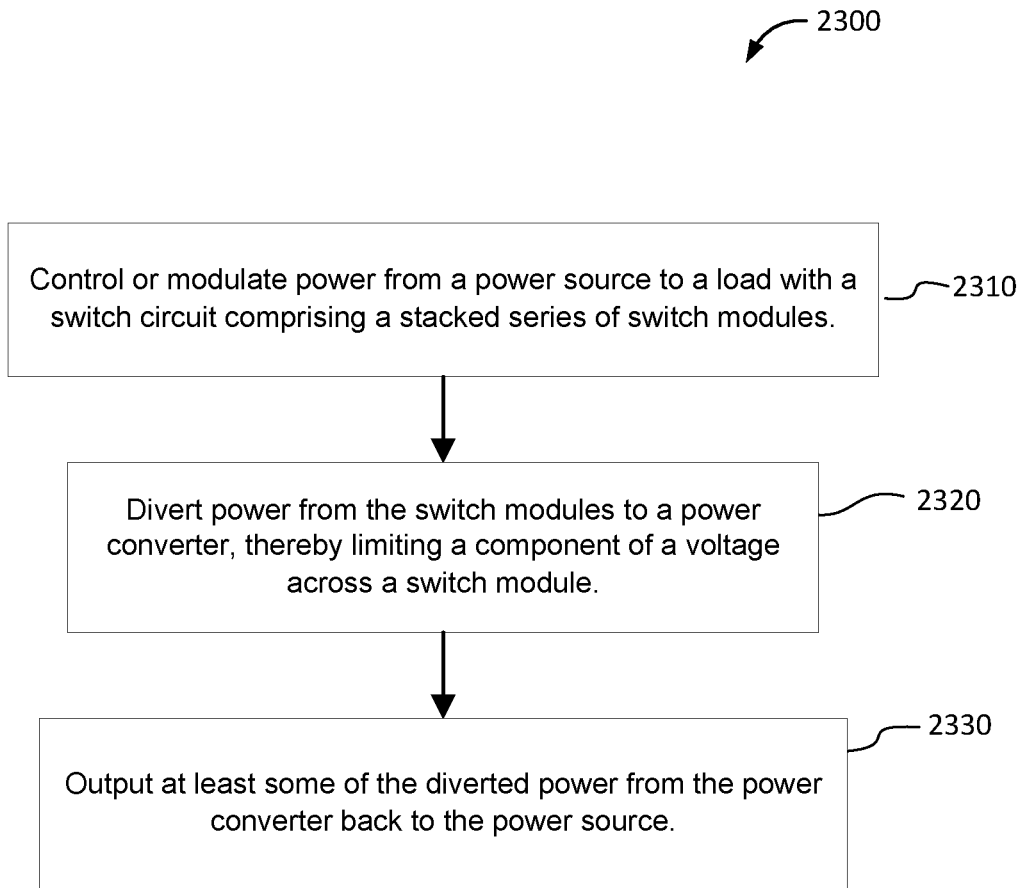 2300
Control or modulate power from a power source to a load with a
switch circuit comprising a stacked series of switch modules.
2310
Divert power from the switch modules to a power
converter, thereby limiting a component of a voltage
across a switch module.
2320
Output at least some of the diverted power from the power
converter back to the power source.
2330